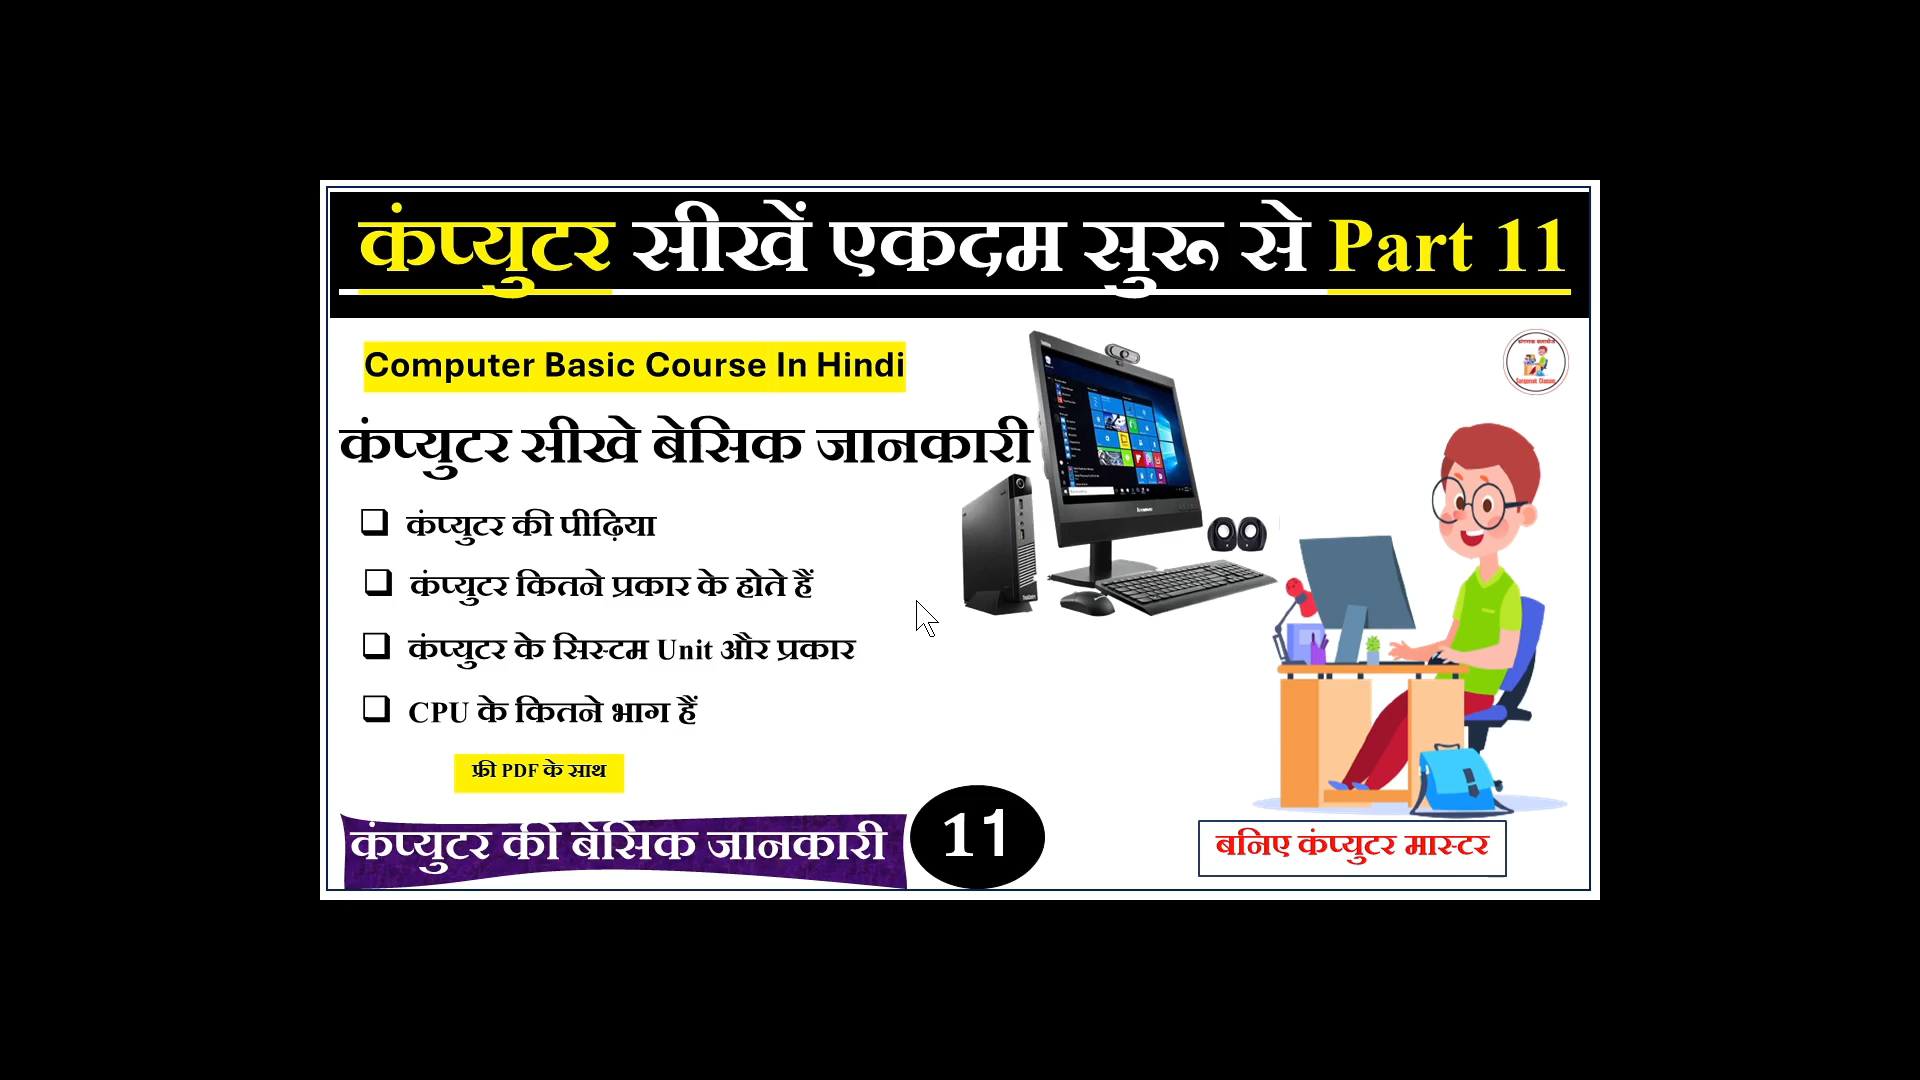 कंप्युटर सीखें एकदम सुरू से Part 11
Computer Basic Course In Hindi
कंप्युटर सीखे बेसिक जानकारी
कंप्युटर की पीढ़िया
कंप्युटर कितने प्रकार के होते हैं
कंप्युटर के सिस्टम Unit और प्रकार
CPU के कितने भाग हैं
फ्री PDF के साथ
कंप्युटर की बेसिक जानकारी
11
बनिए कंप्युटर मास्टर